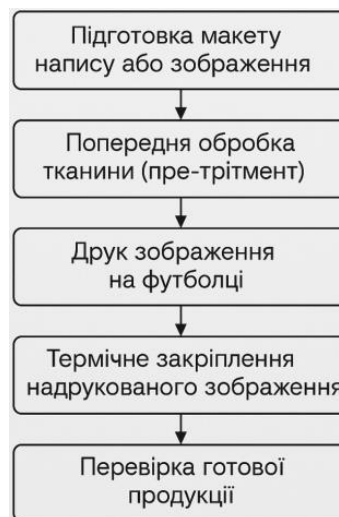 Підготовка макету
напису або зображення
Попередня обробка
тканини (пре-трітмент)
Друк зображення
на футболці
Термічне закріплення
надрукованого зображення
Перевірка готової
продукції